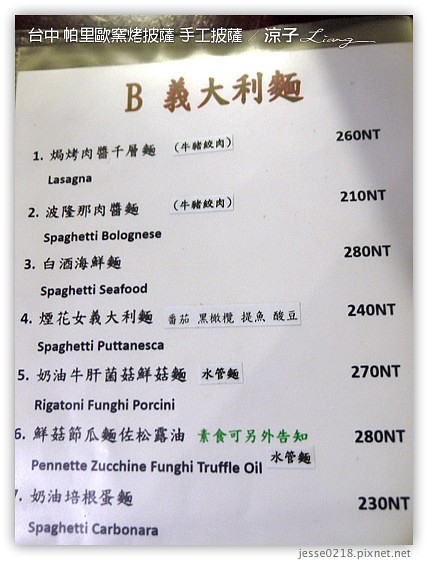 台中 帕里歐窯烤披薩 手工披薩 / 涼子 Liang
B 義大利麵
1. 焗烤肉醬千層麵 (牛豬絞肉) 260NT
Lasagna
2. 波隆那肉醬麵 (牛豬絞肉) 210NT
Spaghetti Bolognese
3. 白酒海鮮麵 280NT
Spaghetti Seafood
4. 煙花女義大利麵 番茄 黑橄欖 提魚 酸豆 240NT
Spaghetti Puttanesca
5. 奶油牛肝菌菇鮮菇麵 水管麵 270NT
Rigatoni Funghi Porcini
6. 鮮菇節瓜麵佐松露油 素食可另外告知 280NT
Pennette Zucchine Funghi Truffle Oil 水管麵
7. 奶油培根蛋麵 230NT
Spaghetti Carbonara
jesse0218.pixnet.net